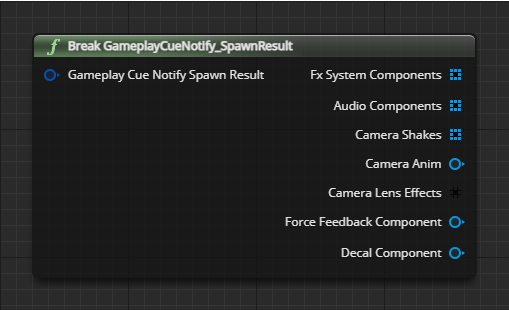 Break GameplayCueNotify_SpawnResult
Gameplay Cue Notify Spawn Result
Fx System Components
Audio Components
Camera Shakes
Camera Anim
Camera Lens Effects
Force Feedback Component
Decal Component